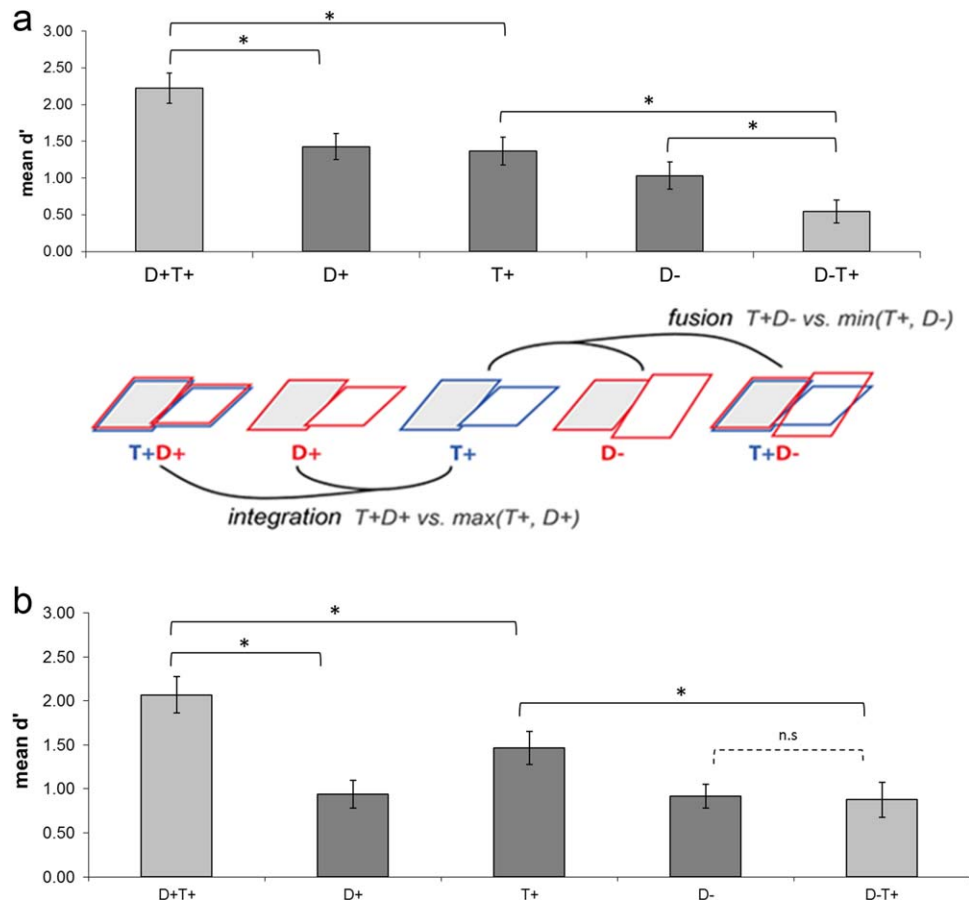 a
mean d'
3.00
2.50
2.00
1.50
1.00
0.50
0.00
*
*
*
*
D+T+ D+ T+ D- D-T+
fusion T+D- vs. min(T+, D-)
T+D+ D+ T+ D- T+D-
integration T+D+ vs. max(T+, D+)
b
mean d'
3.00
2.50
2.00
1.50
1.00
0.50
0.00
*
*
*
n.s
D+T+ D+ T+ D- D-T+